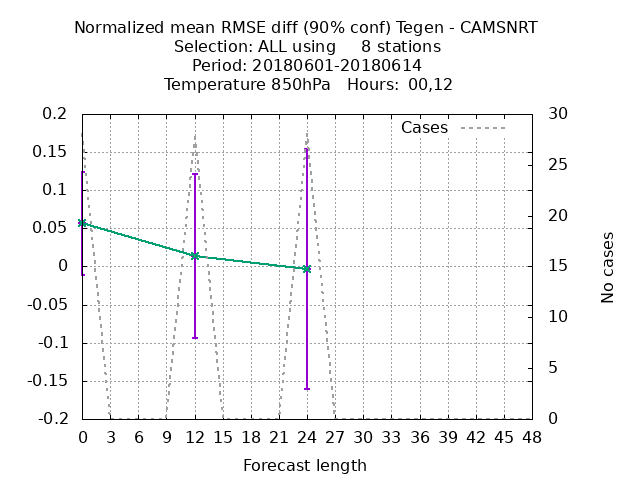 Normalized mean RMSE diff (90% conf) Tegen - CAMSNRT
Selection: ALL using     8 stations
Period: 20180601-20180614
Temperature 850hPa   Hours: 00,12
0.2
0.15
0.1
0.05
0
-0.05
-0.1
-0.15
-0.2
Cases
30
25
20
15
10
5
0
No cases
0 3 6 9 12 15 18 21 24 27 30 33 36 39 42 45 48
Forecast length